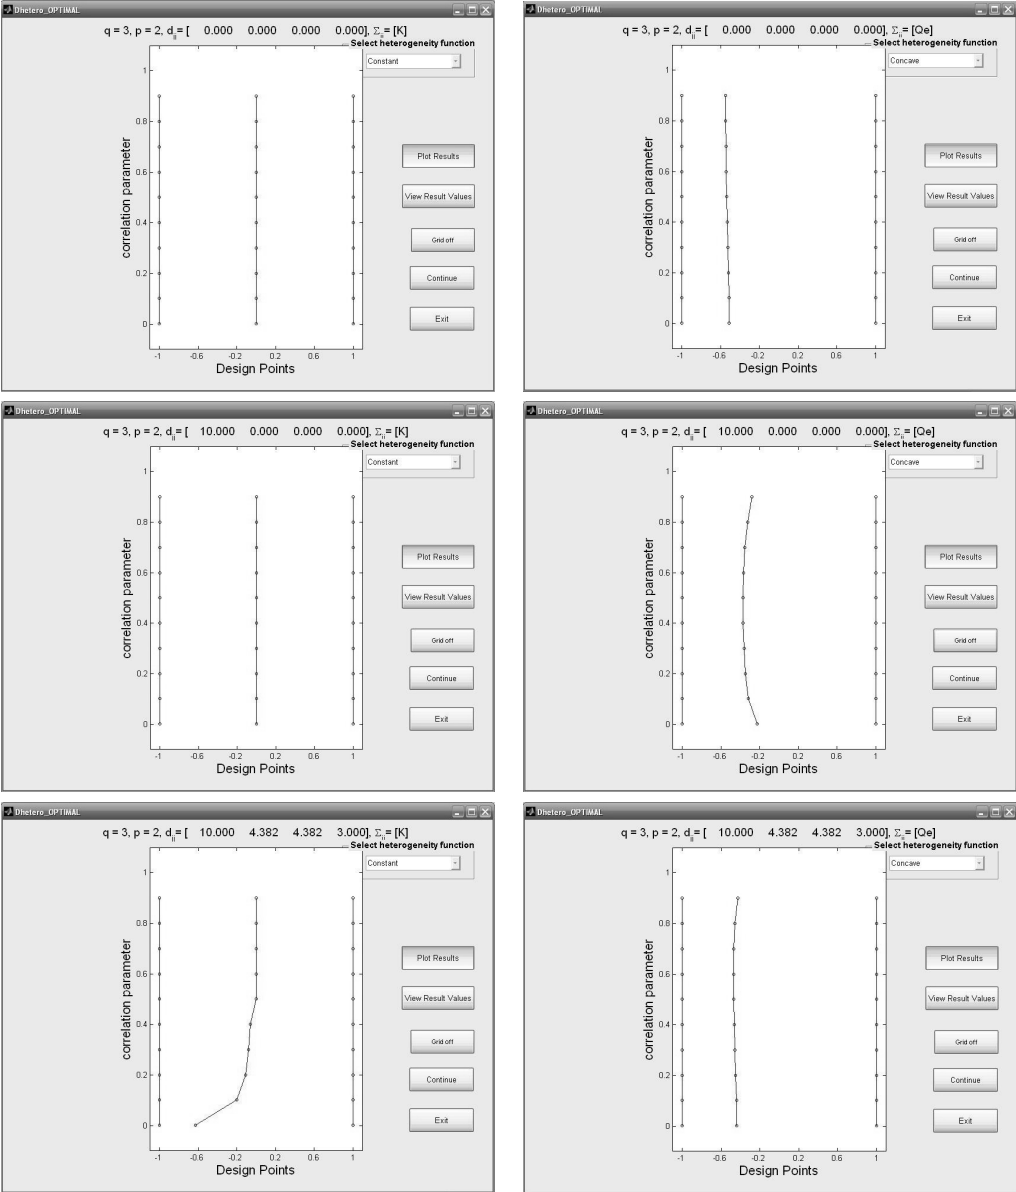 Dhetero_OPTIMAL
q = 3, p = 2, d_ij = [ 0.000 0.000 0.000 0.000], Σ_ii = [K]
Select heterogeneity function
Constant
1
0.8
0.6
0.4
0.2
0
correlation parameter
-1 -0.6 -0.2 0.2 0.6 1
Design Points
Plot Results
View Result Values
Grid off
Continue
Exit
Dhetero_OPTIMAL
q = 3, p = 2, d_ij = [ 0.000 0.000 0.000 0.000], Σ_ii = [Qe]
Select heterogeneity function
Concave
1
0.8
0.6
0.4
0.2
0
correlation parameter
-1 -0.6 -0.2 0.2 0.6 1
Design Points
Plot Results
View Result Values
Grid off
Continue
Exit
Dhetero_OPTIMAL
q = 3, p = 2, d_ij = [ 10.000 0.000 0.000 0.000], Σ_ii = [K]
Select heterogeneity function
Constant
1
0.8
0.6
0.4
0.2
0
correlation parameter
-1 -0.6 -0.2 0.2 0.6 1
Design Points
Plot Results
View Result Values
Grid off
Continue
Exit
Dhetero_OPTIMAL
q = 3, p = 2, d_ij = [ 10.000 0.000 0.000 0.000], Σ_ii = [Qe]
Select heterogeneity function
Concave
1
0.8
0.6
0.4
0.2
0
correlation parameter
-1 -0.6 -0.2 0.2 0.6 1
Design Points
Plot Results
View Result Values
Grid off
Continue
Exit
Dhetero_OPTIMAL
q = 3, p = 2, d_ij = [ 10.000 4.382 4.382 3.000], Σ_ii = [K]
Select heterogeneity function
Constant
1
0.8
0.6
0.4
0.2
0
correlation parameter
-1 -0.6 -0.2 0.2 0.6 1
Design Points
Plot Results
View Result Values
Grid off
Continue
Exit
Dhetero_OPTIMAL
q = 3, p = 2, d_ij = [ 10.000 4.382 4.382 3.000], Σ_ii = [Qe]
Select heterogeneity function
Concave
1
0.8
0.6
0.4
0.2
0
correlation parameter
-1 -0.6 -0.2 0.2 0.6 1
Design Points
Plot Results
View Result Values
Grid off
Continue
Exit